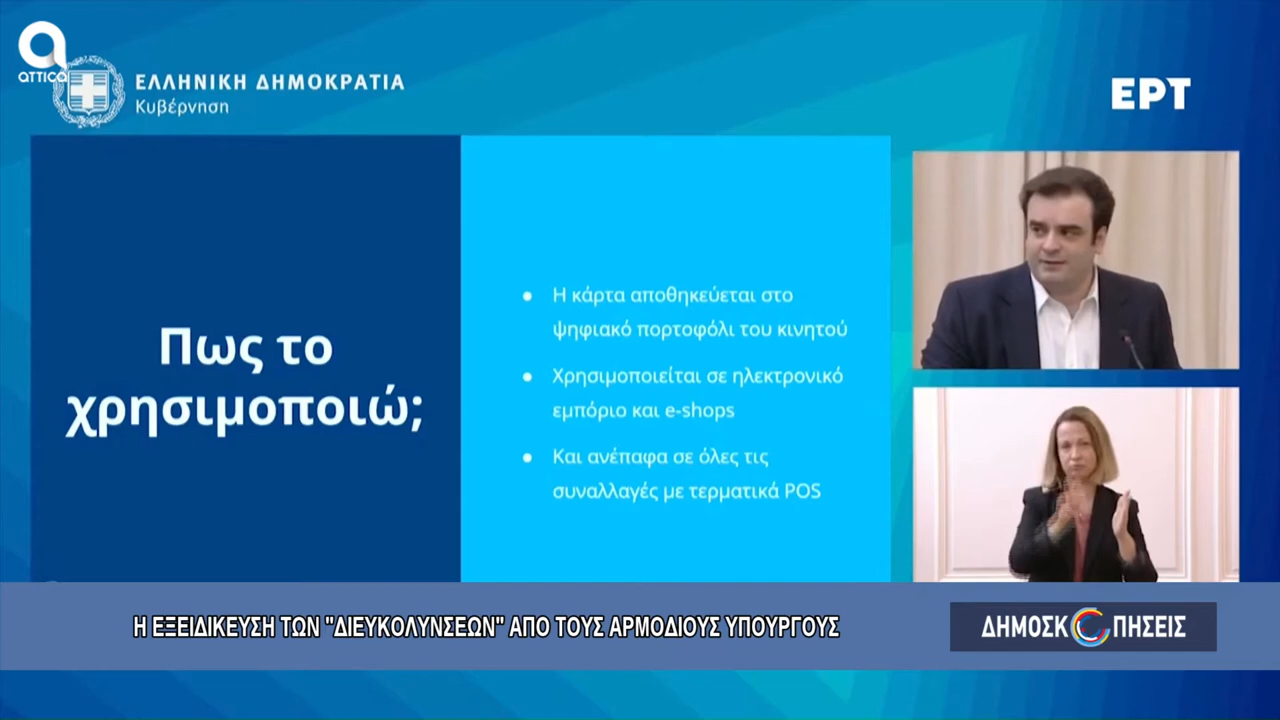 attica
ΕΛΛΗΝΙΚΗ ΔΗΜΟΚΡΑΤΙΑ
Κυβέρνηση
ΕΡΤ
Πως το
χρησιμοποιώ;
● Η κάρτα αποθηκεύεται στο
ψηφιακό πορτοφόλι του κινητού
● Χρησιμοποιείται σε ηλεκτρονικό
εμπόριο και e-shops
● Και ανέπαφα σε όλες τις
συναλλαγές με τερματικά POS
Η ΕΞΕΙΔΙΚΕΥΣΗ ΤΩΝ "ΔΙΕΥΚΟΛΥΝΣΕΩΝ" ΑΠΟ ΤΟΥΣ ΑΡΜΟΔΙΟΥΣ ΥΠΟΥΡΓΟΥΣ
ΔΗΜΟΣΚΟΠΗΣΕΙΣ